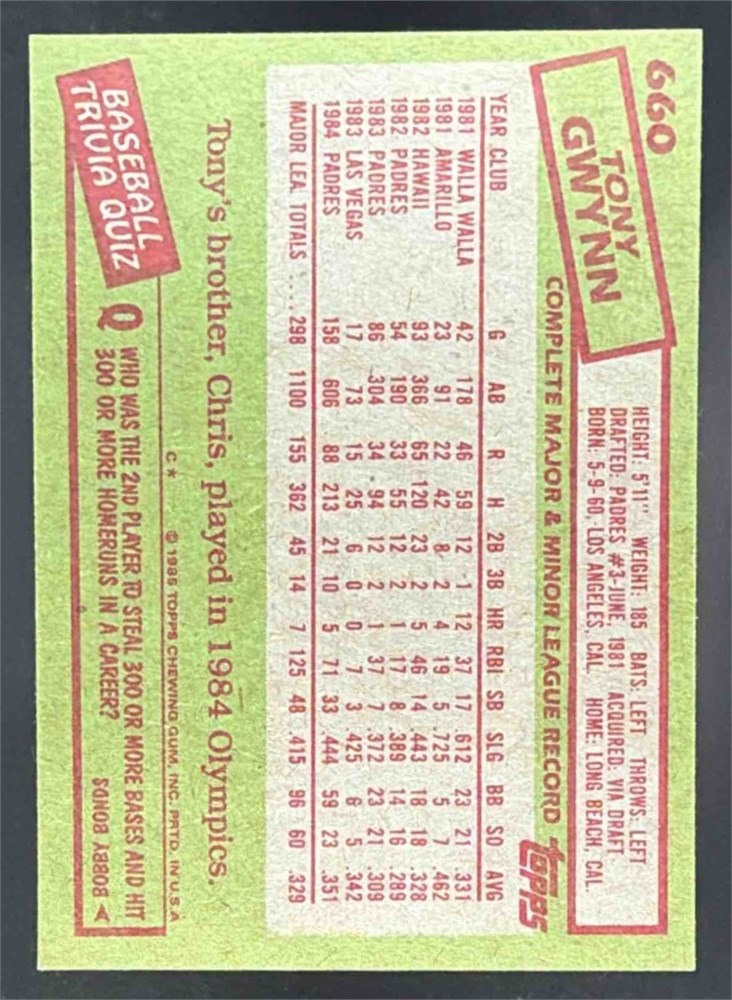 660
TONY
GWYNN
HEIGHT: 5'11" WEIGHT: 185 BATS: LEFT THROWS: LEFT
DRAFTED: PADRES #3-JUNE, 1981 ACQUIRED: VIA DRAFT
BORN: 5-9-60, LOS ANGELES, CAL. HOME: LONG BEACH, CAL.
COMPLETE MAJOR & MINOR LEAGUE RECORD
topps
YEAR CLUB G AB R H 2B 3B HR RBI SB SLG BB SO AVG
1981 WALLA WALLA 42 178 46 59 12 1 12 37 17 .612 23 21 .331
1981 AMARILLO 23 91 22 42 8 2 4 19 5 .725 5 7 .462
1982 HAWAII 93 366 65 120 23 2 5 46 14 .443 18 18 .328
1982 PADRES 54 190 33 55 12 2 1 17 8 .389 14 16 .289
1983 PADRES 86 304 34 94 12 2 1 37 7 .372 23 21 .309
1983 LAS VEGAS 17 73 15 25 6 0 0 7 3 .425 6 5 .342
1984 PADRES 158 606 88 213 21 10 5 71 33 .444 59 23 .351
MAJOR LEA. TOTALS .... 298 1100 155 362 45 14 7 125 48 .415 96 60 .329
Tony's brother, Chris, played in 1984 Olympics.
C* © 1985 TOPPS CHEWING GUM, INC. PRTD. IN U.S.A.
BASEBALL
TRIVIA QUIZ
Q WHO WAS THE 2ND PLAYER TO STEAL 300 OR MORE BASES AND HIT
300 OR MORE HOMERUNS IN A CAREER?
A BOBBY BONDS